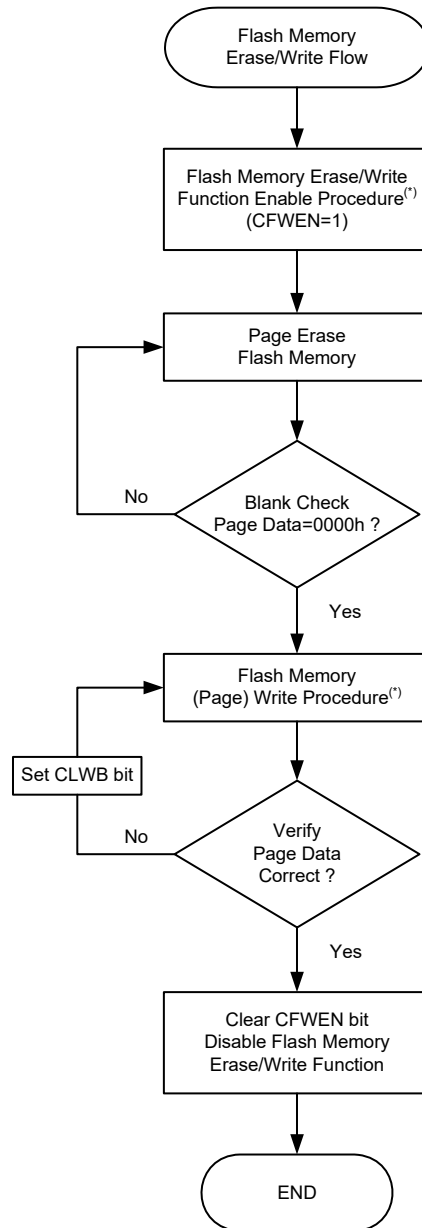 Flash Memory
Erase/Write Flow
Flash Memory Erase/Write
Function Enable Procedure(*)
(CFWEN=1)
Page Erase
Flash Memory
No
Blank Check
Page Data=0000h ?
Yes
Flash Memory
(Page) Write Procedure(*)
Set CLWB bit
No
Verify
Page Data
Correct ?
Yes
Clear CFWEN bit
Disable Flash Memory
Erase/Write Function
END